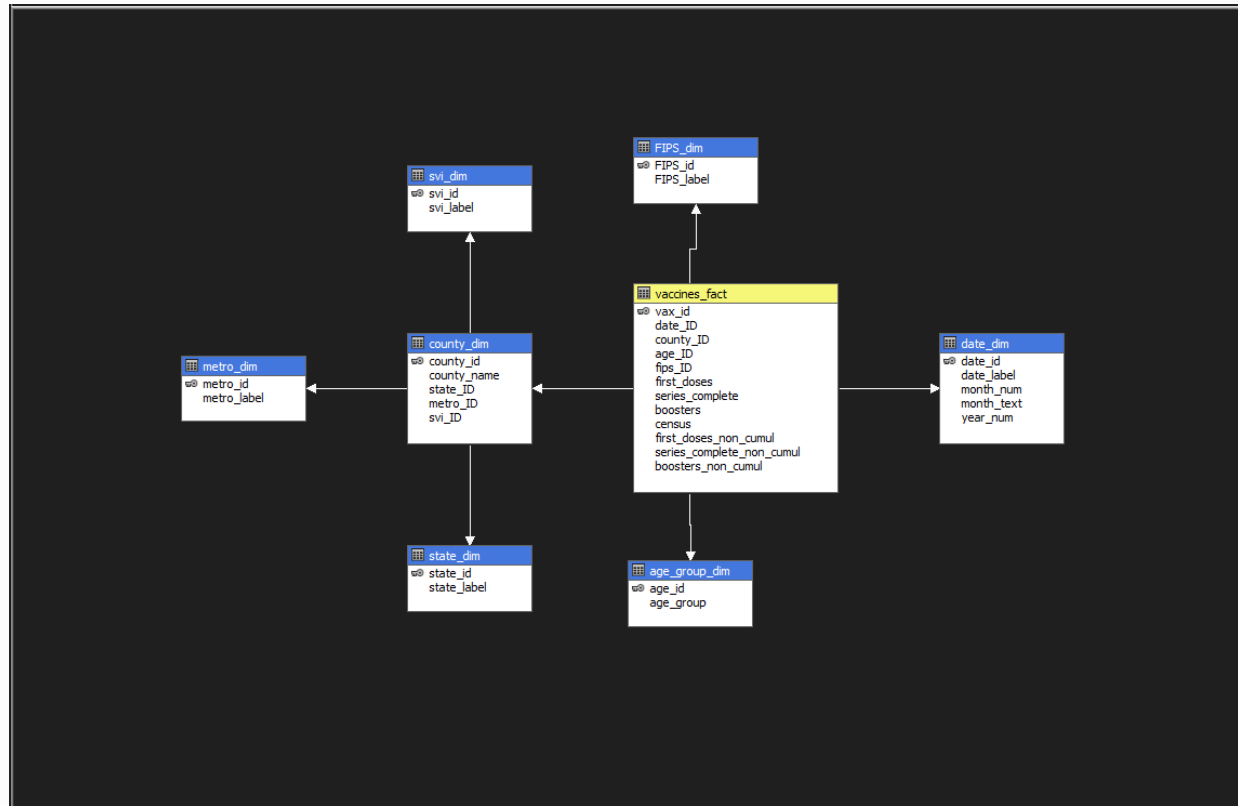 FIPS_dim
FIPS_id
FIPS_label
svi_dim
svi_id
svi_label
vaccines_fact
vax_id
date_ID
county_ID
age_ID
fips_ID
first_doses
series_complete
boosters
census
first_doses_non_cumul
series_complete_non_cumul
boosters_non_cumul
county_dim
county_id
county_name
state_ID
metro_ID
svi_ID
date_dim
date_id
date_label
month_num
month_text
year_num
metro_dim
metro_id
metro_label
state_dim
state_id
state_label
age_group_dim
age_id
age_group